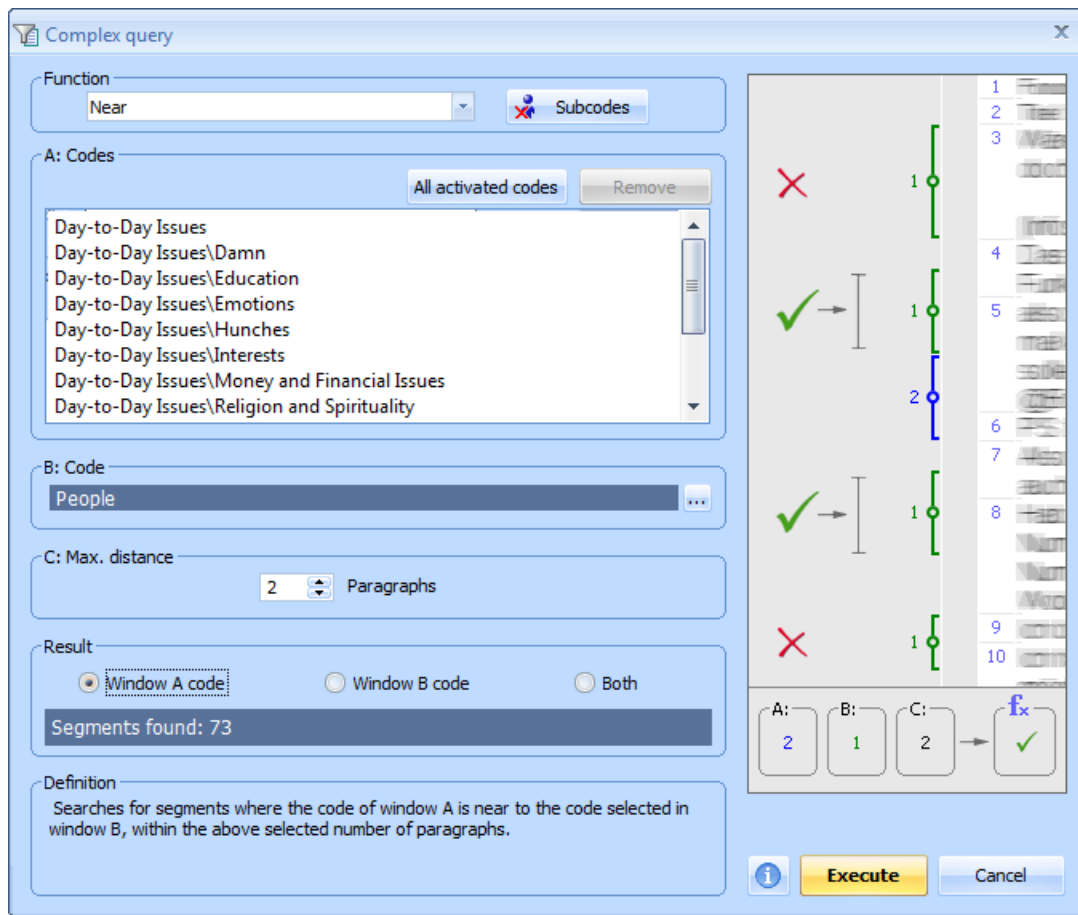 Complex query
Function
Near
Subcodes
A: Codes
All activated codes
Remove
Day-to-Day Issues
Day-to-Day Issues\Damn
Day-to-Day Issues\Education
Day-to-Day Issues\Emotions
Day-to-Day Issues\Hunches
Day-to-Day Issues\Interests
Day-to-Day Issues\Money and Financial Issues
Day-to-Day Issues\Religion and Spirituality
B: Code
People
...
C: Max. distance
2 Paragraphs
Result
Window A code Window B code Both
Segments found: 73
Definition
Searches for segments where the code of window A is near to the code selected in
window B, within the above selected number of paragraphs.
1
2
3
1
4
1
5
2
6
7
1
8
9
1
10
A: B: C: fx
2 1 2
Execute
Cancel